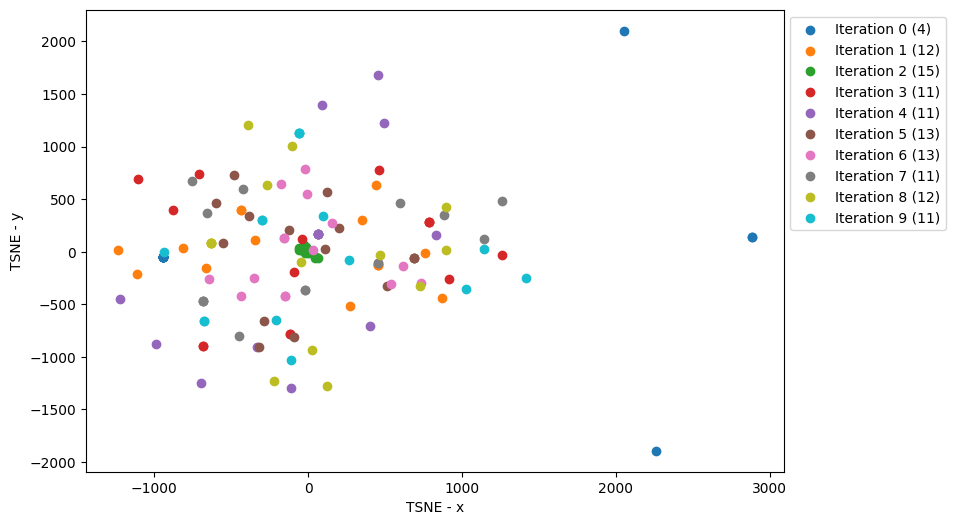 2000
1500
1000
500
0
−500
−1000
−1500
−2000
TSNE - y
−1000
0
1000
2000
3000
TSNE - x
Iteration 0 (4)
Iteration 1 (12)
Iteration 2 (15)
Iteration 3 (11)
Iteration 4 (11)
Iteration 5 (13)
Iteration 6 (13)
Iteration 7 (11)
Iteration 8 (12)
Iteration 9 (11)